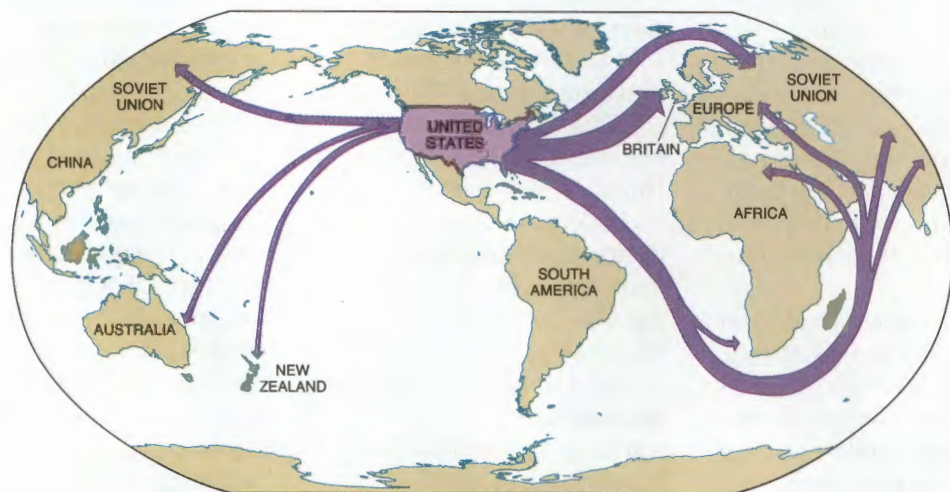 SOVIET
UNION
CHINA
AUSTRALIA
NEW
ZEALAND
UNITED
STATES
SOUTH
AMERICA
BRITAIN
EUROPE
SOVIET
UNION
AFRICA